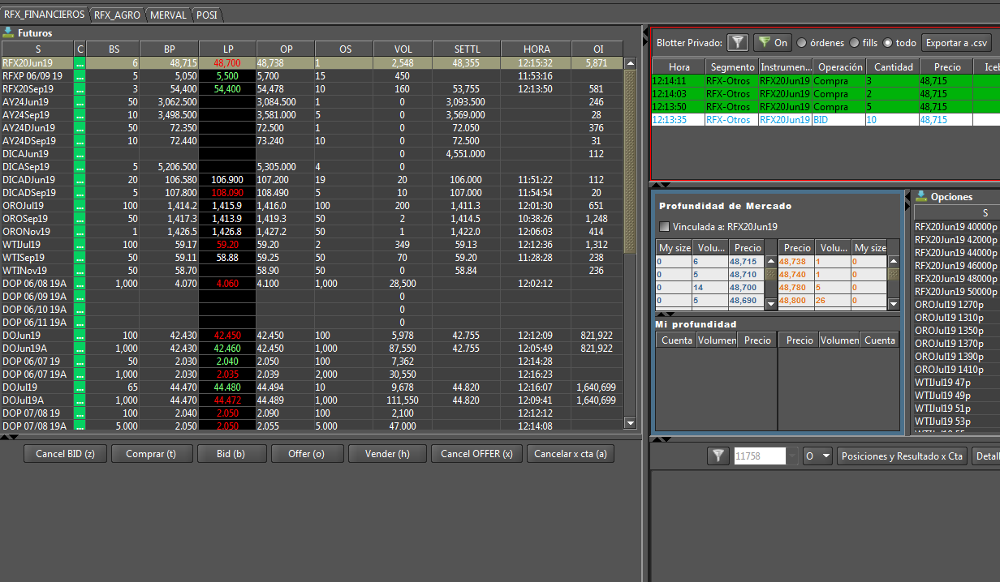 RFX_FINANCIEROS RFX_AGRO MERVAL POSI
Futuros
S C BS BP LP OP OS VOL SETTL HORA OI
RFX20Jun19 ... 6 48,715 48,700 48,738 1 2,548 48,355 12:15:32 5,871
RFXP 06/09 19 ... 5 5,050 5,500 5,700 15 450 11:53:16
RFX20Sep19 ... 3 54,400 54,400 54,478 10 160 53,755 12:13:50 581
AY24Jun19 ... 50 3,062.500 3,084.500 1 0 3,093.500 246
AY24Sep19 ... 10 3,498.500 3,581.000 5 0 3,569.000 28
AY24DJun19 ... 50 72.350 72.500 1 0 72.050 376
AY24DSep19 ... 10 72.440 73.240 10 0 72.500 31
DICAJun19 ... 0 4,551.000 112
DICASep19 ... 5 5,206.500 5,305.000 4 0
DICADJun19 ... 20 106.580 106.900 107.200 19 20 106.000 11:51:22 112
DICADSep19 ... 5 107.800 108.090 108.490 5 10 107.000 11:54:54 20
OROJul19 ... 100 1,414.2 1,415.9 1,416.0 100 200 1,411.3 12:01:30 651
OROSep19 ... 50 1,417.3 1,413.9 1,419.3 50 2 1,414.5 10:38:26 1,248
ORONov19 ... 1 1,426.5 1,426.8 1,427.2 50 1 1,422.0 12:06:03 414
WTIJul19 ... 100 59.17 59.20 59.20 2 349 59.13 12:12:36 1,312
WTISep19 ... 50 59.11 58.88 59.25 50 70 59.20 11:28:28 238
WTINov19 ... 50 58.70 58.90 50 0 58.84 236
DOP 06/08 19A ... 1,000 4.070 4.060 4.100 1,000 28,500 12:02:12
DOP 06/09 19A ... 0
DOP 06/10 19A ... 0
DOP 06/11 19A ... 0
DOJun19 ... 100 42.430 42.450 42.450 100 5,978 42.755 12:12:09 821,922
DOJun19A ... 1,000 42.430 42.460 42.450 1,000 87,550 42.755 12:05:49 821,922
DOP 06/07 19 ... 50 2.030 2.040 2.050 100 7,362 12:14:28
DOP 06/07 19A ... 1,000 2.030 2.035 2.039 2,000 30,550 12:16:23
DOJul19 ... 65 44.470 44.480 44.494 10 9,678 44.820 12:16:07 1,640,699
DOJul19A ... 1,000 44.470 44.472 44.489 1,000 111,550 44.820 12:09:41 1,640,699
DOP 07/08 19 ... 100 2.040 2.050 2.090 100 2,100 12:12:12
DOP 07/08 19A ... 5.000 2.050 2.050 2.055 5.000 47.000 12:14:08
Cancel BID (z) Comprar (t) Bid (b) Offer (o) Vender (h) Cancel OFFER (x) Cancelar x cta (a)
Blotter Privado: On órdenes fills todo Exportar a .csv
Hora Segmento Instrumen... Operación Cantidad Precio Icel
12:14:11 RFX-Otros RFX20Jun19 Compra 3 48,715
12:14:03 RFX-Otros RFX20Jun19 Compra 2 48,715
12:13:50 RFX-Otros RFX20Jun19 Compra 5 48,715
12:13:35 RFX-Otros RFX20Jun19 BID 10 48,715
Profundidad de Mercado
Vinculada a: RFX20Jun19
My size Volu... Precio Precio Volu... My size
0 6 48,715 48,738 1 0
0 5 48,710 48,740 1 0
0 14 48,700 48,780 5 0
0 5 48,690 48,800 26 0
Mi profundidad
Cuenta Volumen Precio Precio Volumen Cuenta
Opciones
S
RFX20Jun19 40000p
RFX20Jun19 42000p
RFX20Jun19 44000p
RFX20Jun19 46000p
RFX20Jun19 48000p
RFX20Jun19 50000p
OROJul19 1270p
OROJul19 1310p
OROJul19 1350p
OROJul19 1370p
OROJul19 1390p
OROJul19 1410p
WTIJul19 47p
WTIJul19 49p
WTIJul19 51p
WTIJul19 53p
11758 O Posiciones y Resultado x Cta Detall